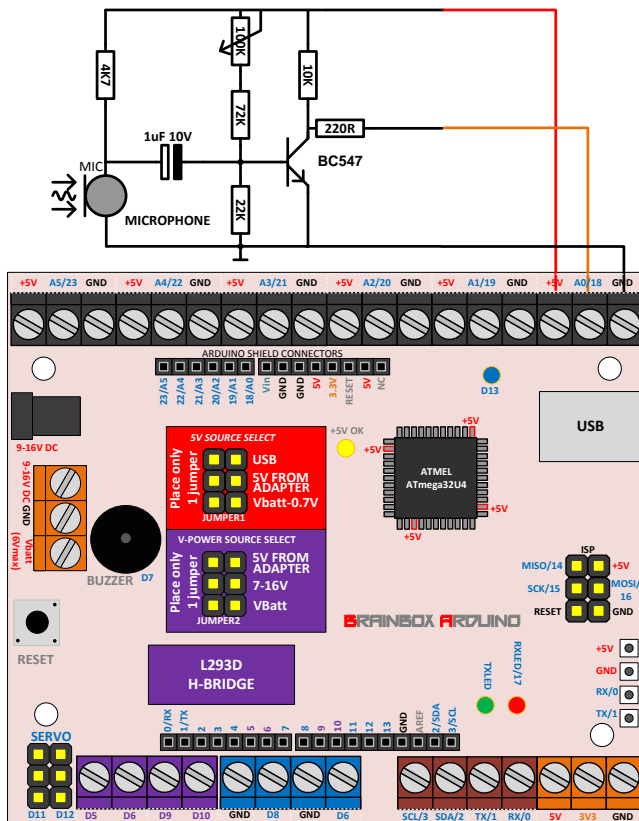 100K
4K7
10K
72K
220R
1uF 10V
BC547
MIC
22K
MICROPHONE
+5V A5/23 GND +5V A4/22 GND +5V A3/21 GND +5V A2/20 GND +5V A1/19 GND +5V A0/18 GND
ARDUINO SHIELD CONNECTORS
23/A5 22/A4 21/A3 20/A2 19/A1 18/A0 Vin GND GND 5V 3.3V RESET 5V NC
D13
9-16V DC
USB
+5V OK
5V SOURCE SELECT
Place only
1 jumper
USB
5V FROM
ADAPTER
Vbatt-0.7V
JUMPER1
+5V
+5V
+5V
+5V
ATMEL
ATmega32U4
9-16V DC GND Vbatt
(6Vmax)
V-POWER SOURCE SELECT
Place only
1 jumper
5V FROM
ADAPTER
7-16V
VBatt
JUMPER2
BUZZER D7
ISP
MISO/14 +5V
SCK/15 MOSI/
16
RESET GND
BRAINBOX ARDUINO
RESET
+5V
GND
RX/0
TX/1
L293D
H-BRIDGE
TXLED
RXLED/17
0/RX 1/TX 2 3 4 5 6 7 8 9 10 11 12 13 GND AREF 2/SDA 3/SCL
SERVO
D11 D12 D5 D6 D9 D10 GND D8 GND D6 SCL/3 SDA/2 TX/1 RX/0 5V 3V3 GND